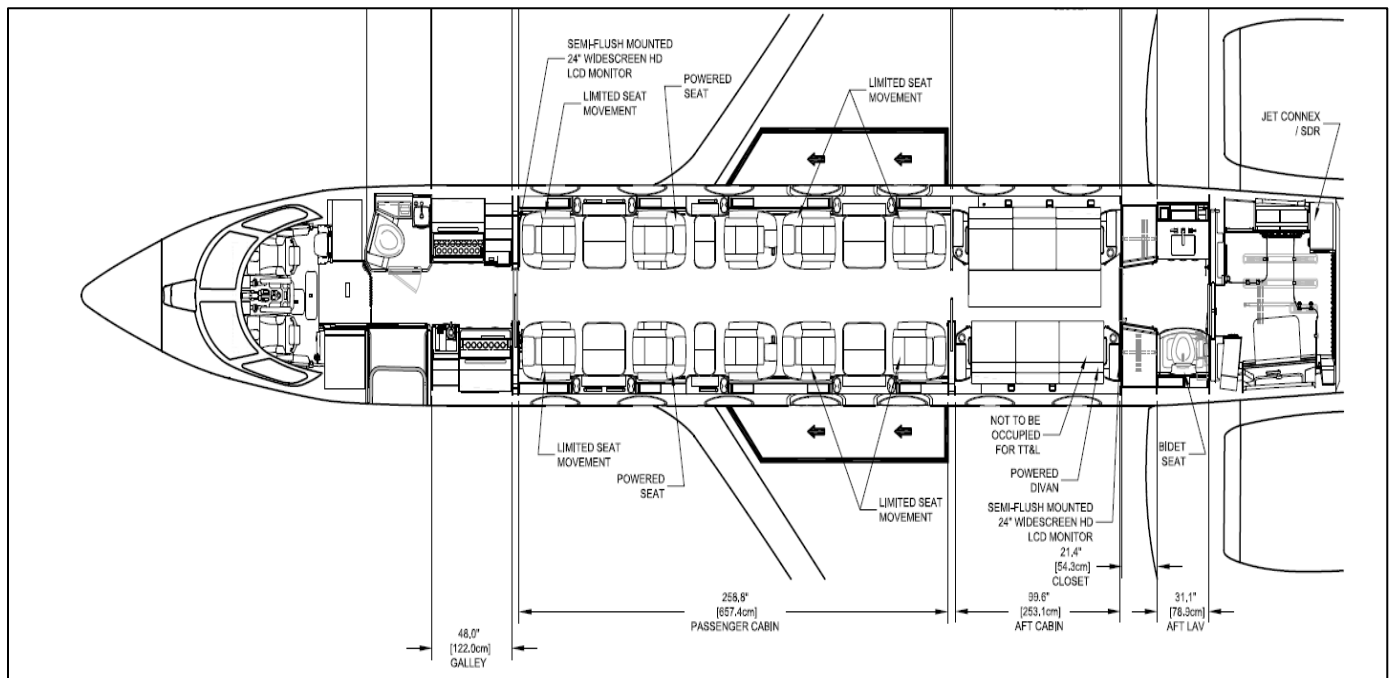 SEMI-FLUSH MOUNTED
24" WIDESCREEN HD
LCD MONITOR
LIMITED SEAT
MOVEMENT
POWERED
SEAT
LIMITED SEAT
MOVEMENT
JET CONNEX
/ SDR
LIMITED SEAT
MOVEMENT
POWERED
SEAT
LIMITED SEAT
MOVEMENT
NOT TO BE
OCCUPIED
FOR TT&L
POWERED
DIVAN
BIDET
SEAT
SEMI-FLUSH MOUNTED
24" WIDESCREEN HD
LCD MONITOR
21.4"
[54.3cm]
CLOSET
258.8"
[657.4cm]
PASSENGER CABIN
99.6"
[253.1cm]
AFT CABIN
31.1"
[78.9cm]
AFT LAV
48.0"
[122.0cm]
GALLEY